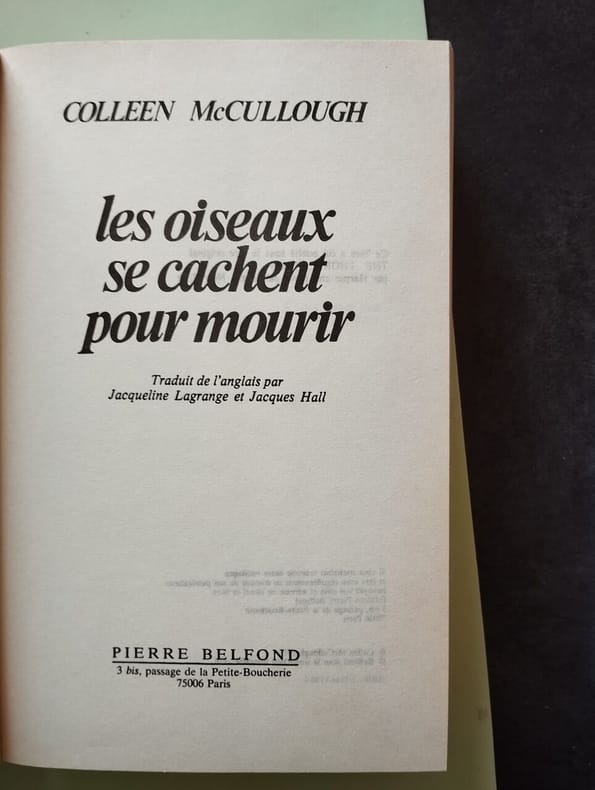 COLLEEN McCULLOUGH
les oiseaux
se cachent
pour mourir
Traduit de l'anglais par
Jacqueline Lagrange et Jacques Hall
PIERRE BELFOND
3 bis, passage de la Petite-Boucherie
75006 Paris